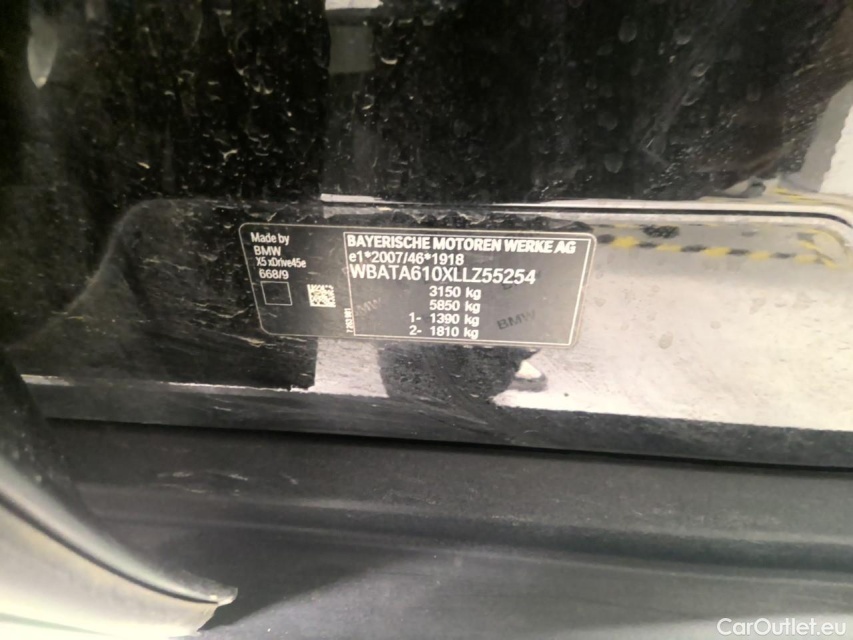 Made by
BMW
X5 xDrive45e
668/9
BAYERISCHE MOTOREN WERKE AG
e1*2007/46*1918
WBATA610XLLZ55254
3150 kg
5850 kg
1- 1390 kg
2- 1810 kg
BMW
CarOutlet.eu